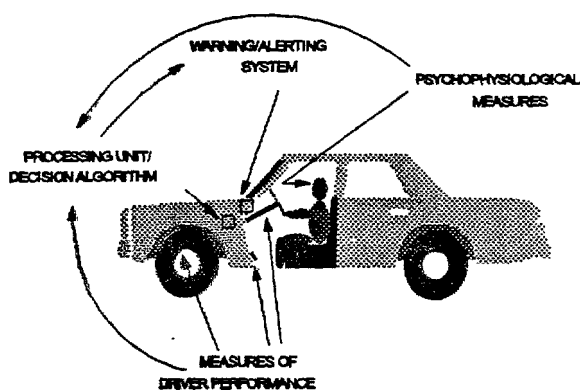 WARNING/ALERTING
SYSTEM
PSYCHOPHYSIOLOGICAL
MEASURES
PROCESSING UNIT/
DECISION ALGORITHM
MEASURES OF
DRIVER PERFORMANCE